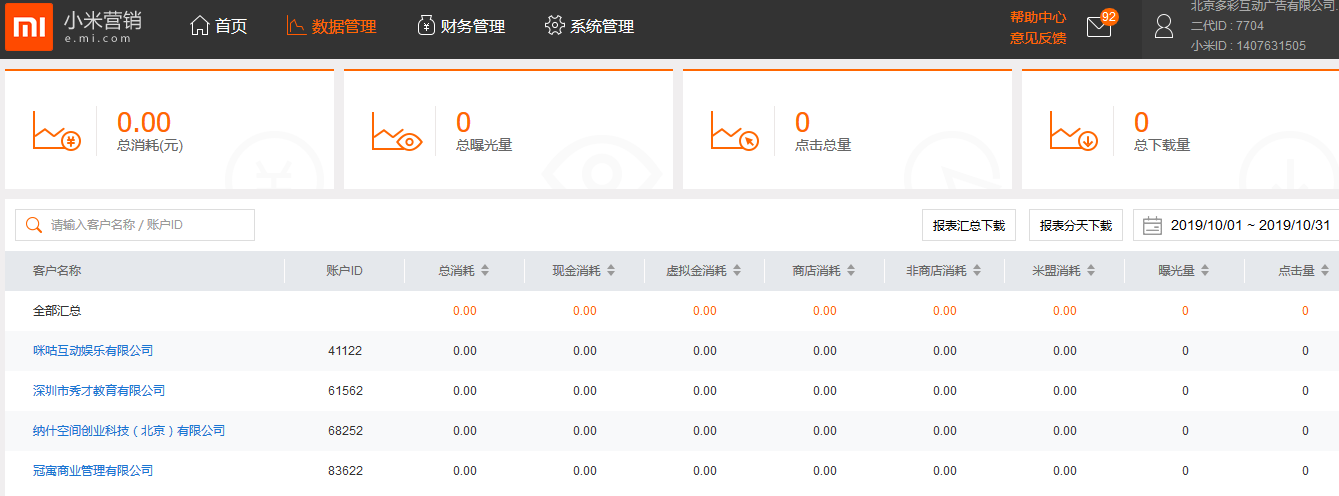 mi 小米营销 首页 数据管理 财务管理 系统管理 帮助中心 92 北京多彩互动广告有限公司.
e.mi.com 意见反馈 二代ID : 7704
小米ID : 1407631505
0.00 0 0 0
总消耗(元) 总曝光量 点击总量 总下载量
请输入客户名称 / 账户ID 报表汇总下载 报表分天下载 2019/10/01 ~ 2019/10/31
客户名称 账户ID 总消耗 现金消耗 虚拟金消耗 商店消耗 非商店消耗 米盟消耗 曝光量 点击量
全部汇总 0.00 0.00 0.00 0.00 0.00 0.00 0 0
咪咕互动娱乐有限公司 41122 0.00 0.00 0.00 0.00 0.00 0.00 0 0
深圳市秀才教育有限公司 61562 0.00 0.00 0.00 0.00 0.00 0.00 0 0
纳什空间创业科技（北京）有限公司 68252 0.00 0.00 0.00 0.00 0.00 0.00 0 0
冠寓商业管理有限公司 83622 0.00 0.00 0.00 0.00 0.00 0.00 0 0